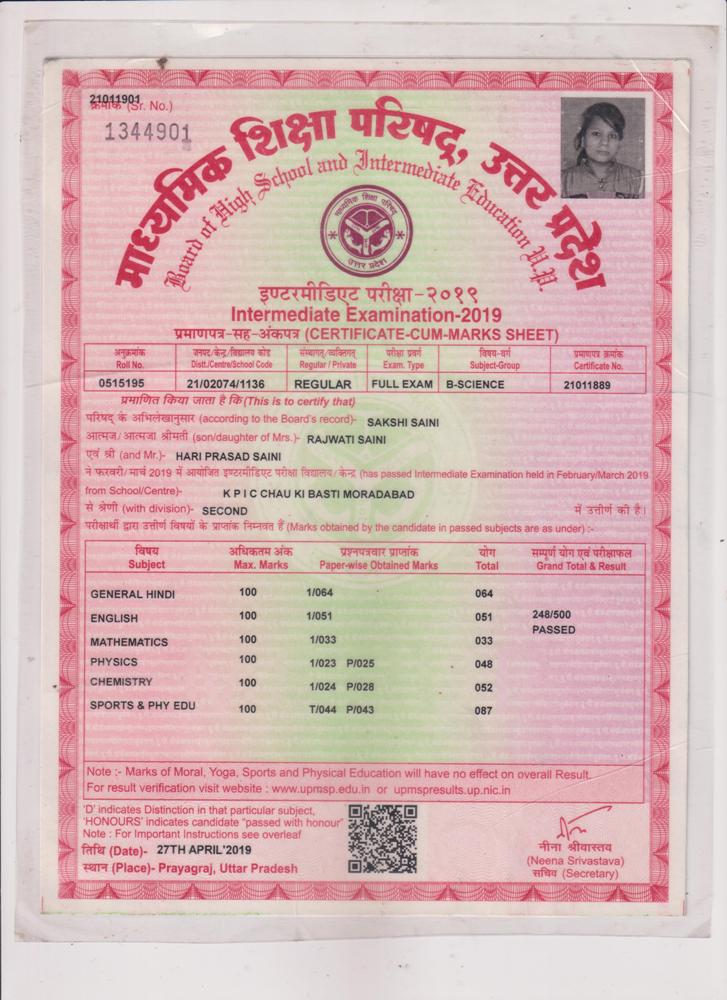 21011901
क्रमांक (Sr. No.)
1344901
माध्यमिक शिक्षा परिषद्, उत्तर प्रदेश
Board of High School and Intermediate Education U.P.
माध्यमिक शिक्षा परिषद
उत्तर प्रदेश
इण्टरमीडिएट परीक्षा-२०१९
Intermediate Examination-2019
प्रमाणपत्र-सह-अंकपत्र (CERTIFICATE-CUM-MARKS SHEET)
अनुक्रमांक जनपद/केन्द्र/विद्यालय कोड संस्थागत/व्यक्तिगत परीक्षा प्रवर्ग विषय-वर्ग प्रमाणपत्र क्रमांक
Roll No. Distt./Centre/School Code Regular / Private Exam. Type Subject-Group Certificate No.
0515195 21/02074/1136 REGULAR FULL EXAM B-SCIENCE 21011889
प्रमाणित किया जाता है कि (This is to certify that)
परिषद् के अभिलेखानुसार (according to the Board's record)- SAKSHI SAINI
आत्मज/आत्मजा श्रीमती (son/daughter of Mrs.)- RAJWATI SAINI
एवं श्री (and Mr.)- HARI PRASAD SAINI
ने फरवरी/मार्च 2019 में आयोजित इण्टरमीडिएट परीक्षा विद्यालय/केन्द्र (has passed Intermediate Examination held in February/March 2019
from School/Centre)- K P I C CHAU KI BASTI MORADABAD
से श्रेणी (with division)- SECOND में उत्तीर्ण की है।
परीक्षार्थी द्वारा उत्तीर्ण विषयों के प्राप्तांक निम्नवत हैं (Marks obtained by the candidate in passed subjects are as under) :-
विषय अधिकतम अंक प्रश्नपत्रवार प्राप्तांक योग सम्पूर्ण योग एवं परीक्षाफल
Subject Max. Marks Paper-wise Obtained Marks Total Grand Total & Result
GENERAL HINDI 100 1/064 064
ENGLISH 100 1/051 051 248/500
PASSED
MATHEMATICS 100 1/033 033
PHYSICS 100 1/023 P/025 048
CHEMISTRY 100 1/024 P/028 052
SPORTS & PHY EDU 100 T/044 P/043 087
Note :- Marks of Moral, Yoga, Sports and Physical Education will have no effect on overall Result.
For result verification visit website : www.upmsp.edu.in or upmspresults.up.nic.in
'D' indicates Distinction in that particular subject,
'HONOURS' indicates candidate "passed with honour"
Note : For Important Instructions see overleaf
तिथि (Date)- 27TH APRIL'2019
स्थान (Place)- Prayagraj, Uttar Pradesh
नीना श्रीवास्तव
(Neena Srivastava)
सचिव (Secretary)